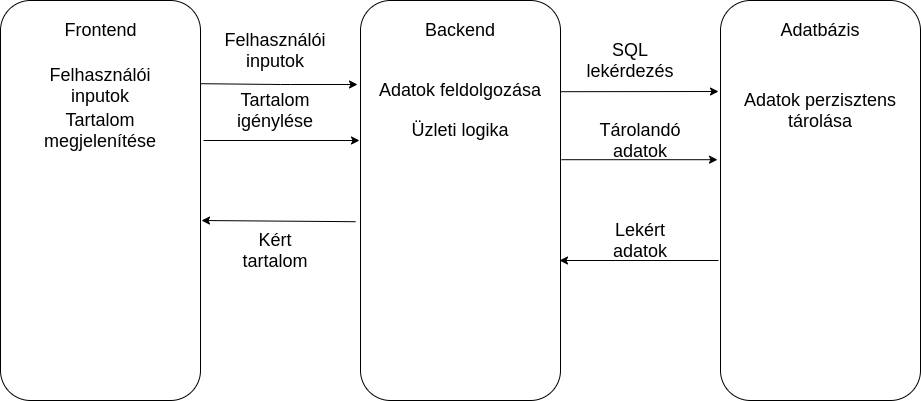 Frontend
Felhasználói
inputok
Tartalom
megjelenítése
Felhasználói
inputok
Tartalom
igénylése
Kért
tartalom
Backend
Adatok feldolgozása
Üzleti logika
SQL
lekérdezés
Tárolandó
adatok
Lekért
adatok
Adatbázis
Adatok perzisztens
tárolása